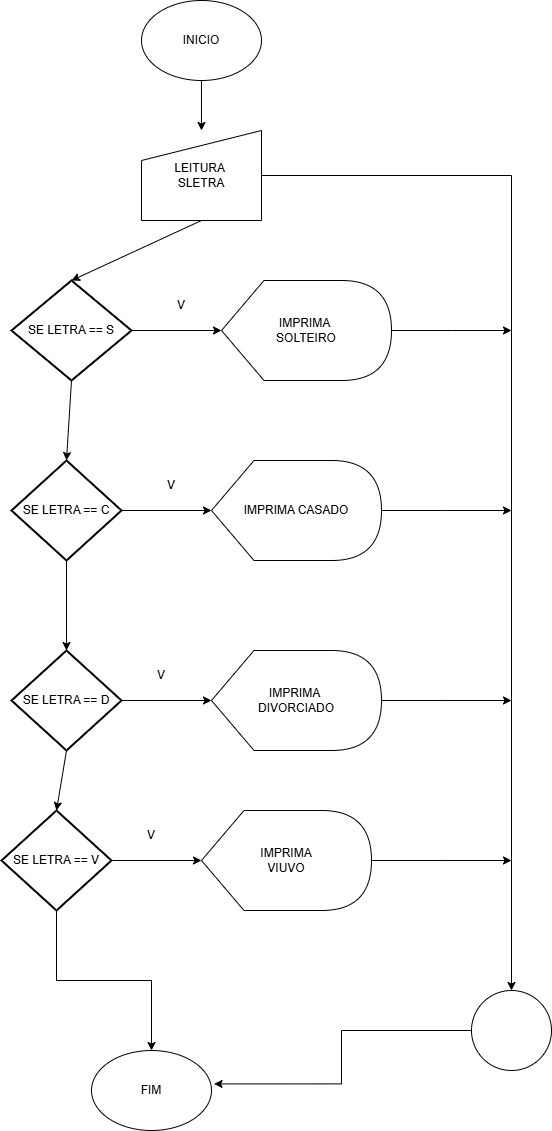 INICIO
LEITURA
SLETRA
V
SE LETRA == S
IMPRIMA
SOLTEIRO
V
SE LETRA == C
IMPRIMA CASADO
V
SE LETRA == D
IMPRIMA
DIVORCIADO
V
SE LETRA == V
IMPRIMA
VIUVO
FIM